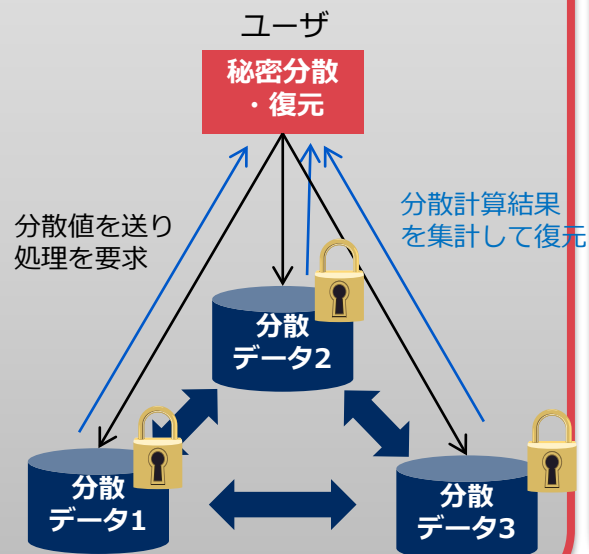 ユーザ
秘密分散
・復元
分散値を送り
処理を要求
分散計算結果
を集計して復元
分散
データ2
分散
データ1
分散
データ3